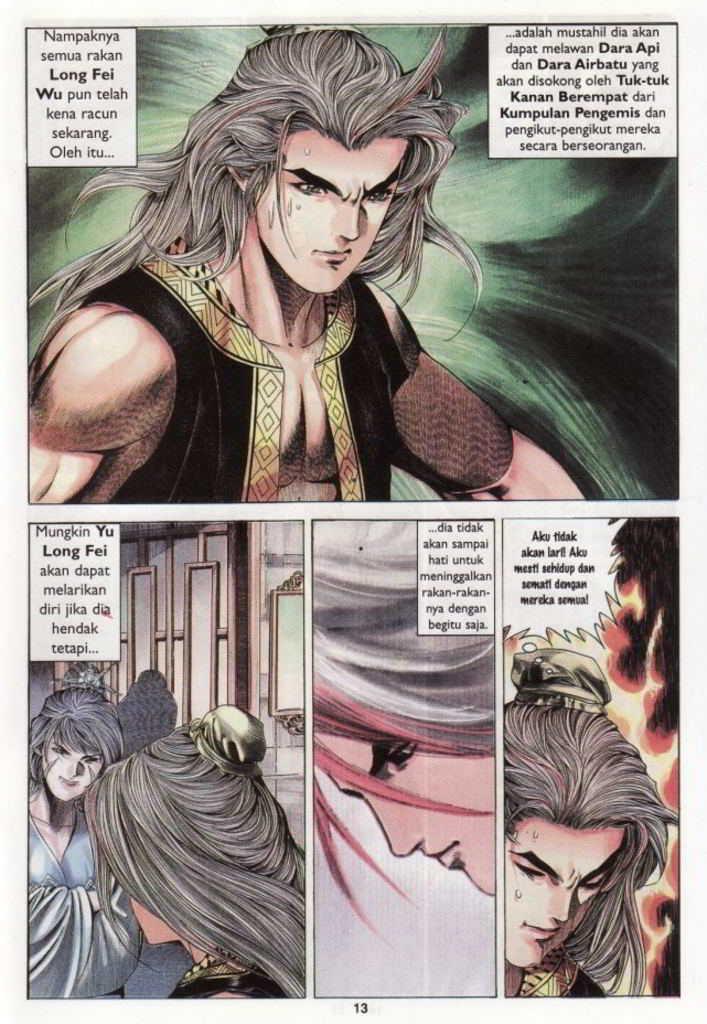 Nampaknya
semua rakan
Long Fei
Wu pun telah
kena racun
sekarang.
Oleh itu...
...adalah mustahil dia akan
dapat melawan Dara Api
dan Dara Airbatu yang
akan disokong oleh Tuk-tuk
Kanan Berempat dari
Kumpulan Pengemis dan
pengikut-pengikut mereka
secara berseorangan.
Mungkin Yu
Long Fei
akan dapat
melarikan
diri jika dia
hendak
tetapi...
...dia tidak
akan sampai
hati untuk
meninggalkan
rakan-rakan-
nya dengan
begitu saja.
Aku tidak
akan lari! Aku
mesti sehidup dan
semati dengan
mereka semua!
13